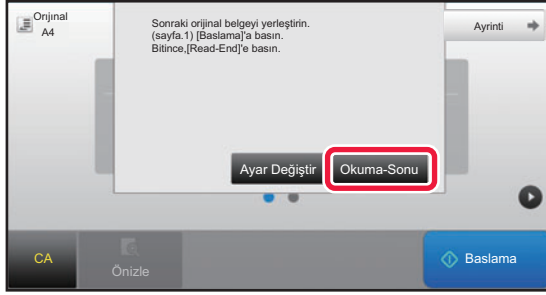 Orijinal
A4
Sonraki orijinal belgeyi yerleştirin.
(sayfa.1) [Baslama]'a basın.
Bitince,[Read-End]'e basın.
Ayrinti
Ayar Değiştir
Okuma-Sonu
CA
Önizle
Baslama